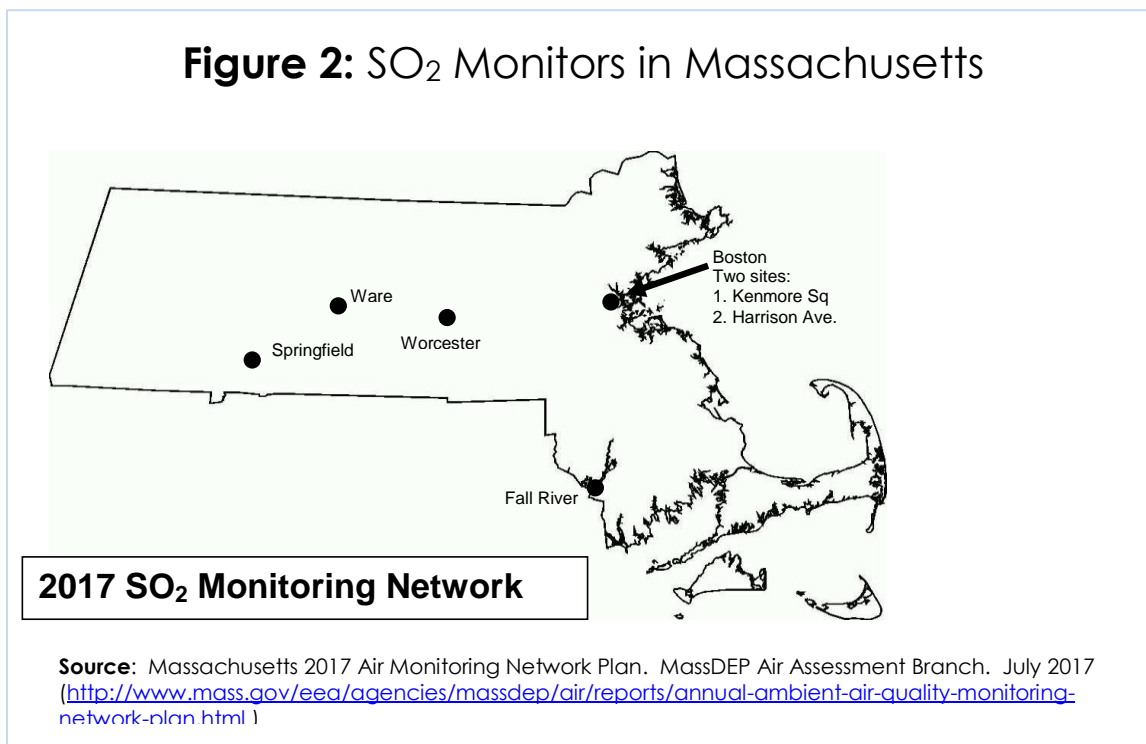 Figure 2: SO₂ Monitors in Massachusetts
Boston
Two sites:
1. Kenmore Sq
2. Harrison Ave.
Ware
Worcester
Springfield
Fall River
2017 SO₂ Monitoring Network
Source: Massachusetts 2017 Air Monitoring Network Plan. MassDEP Air Assessment Branch. July 2017
(http://www.mass.gov/eea/agencies/massdep/air/reports/annual-ambient-air-quality-monitoring-
network-plan.html )